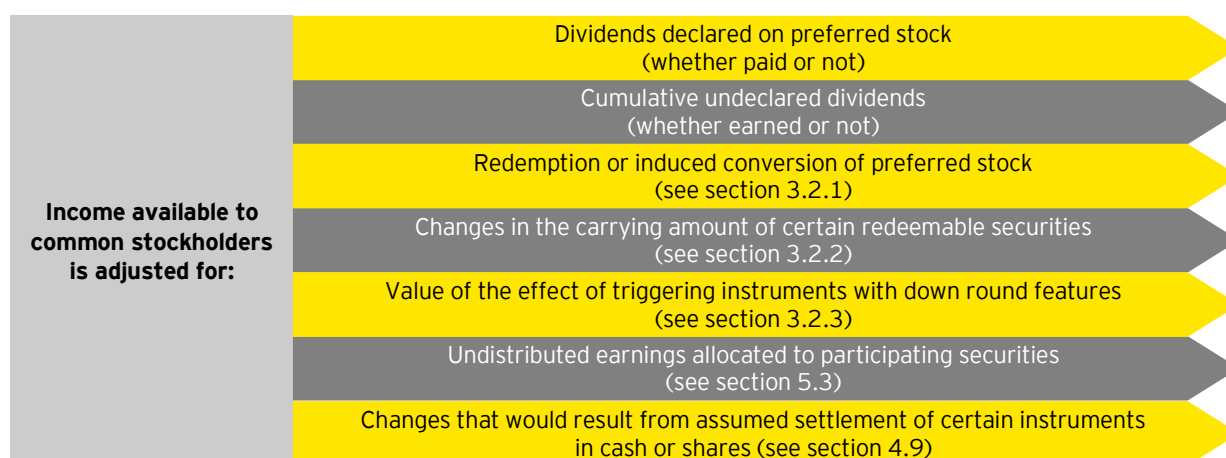 Income available to
common stockholders
is adjusted for:
Dividends declared on preferred stock
(whether paid or not)
Cumulative undeclared dividends
(whether earned or not)
Redemption or induced conversion of preferred stock
(see section 3.2.1)
Changes in the carrying amount of certain redeemable securities
(see section 3.2.2)
Value of the effect of triggering instruments with down round features
(see section 3.2.3)
Undistributed earnings allocated to participating securities
(see section 5.3)
Changes that would result from assumed settlement of certain instruments
in cash or shares (see section 4.9)